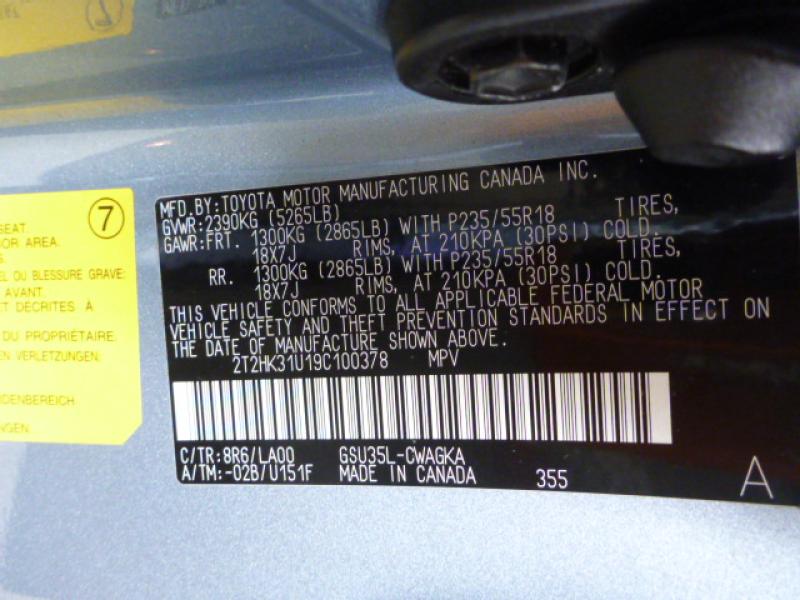 7
SEAT.
OR AREA.
EL OU BLESSURE GRAVE:
AVANT.
ET DÉCRITES À
DU PROPRIÉTAIRE.
EN VERLETZUNGEN:
DENBEREICH
MFD.BY:TOYOTA MOTOR MANUFACTURING CANADA INC.
GVWR:2390KG (5265LB)
GAWR:FRT. 1300KG (2865LB) WITH P235/55R18 TIRES,
18X7J RIMS, AT 210KPA (30PSI) COLD.
RR. 1300KG (2865LB) WITH P235/55R18 TIRES,
18X7J RIMS, AT 210KPA (30PSI) COLD.
THIS VEHICLE CONFORMS TO ALL APPLICABLE FEDERAL MOTOR
VEHICLE SAFETY AND THEFT PREVENTION STANDARDS IN EFFECT ON
THE DATE OF MANUFACTURE SHOWN ABOVE.
2T2HK31U19C100378 MPV
C/TR:8R6/LA00 GSU35L-CWAGKA
A/TM:-02B/U151F MADE IN CANADA 355 A